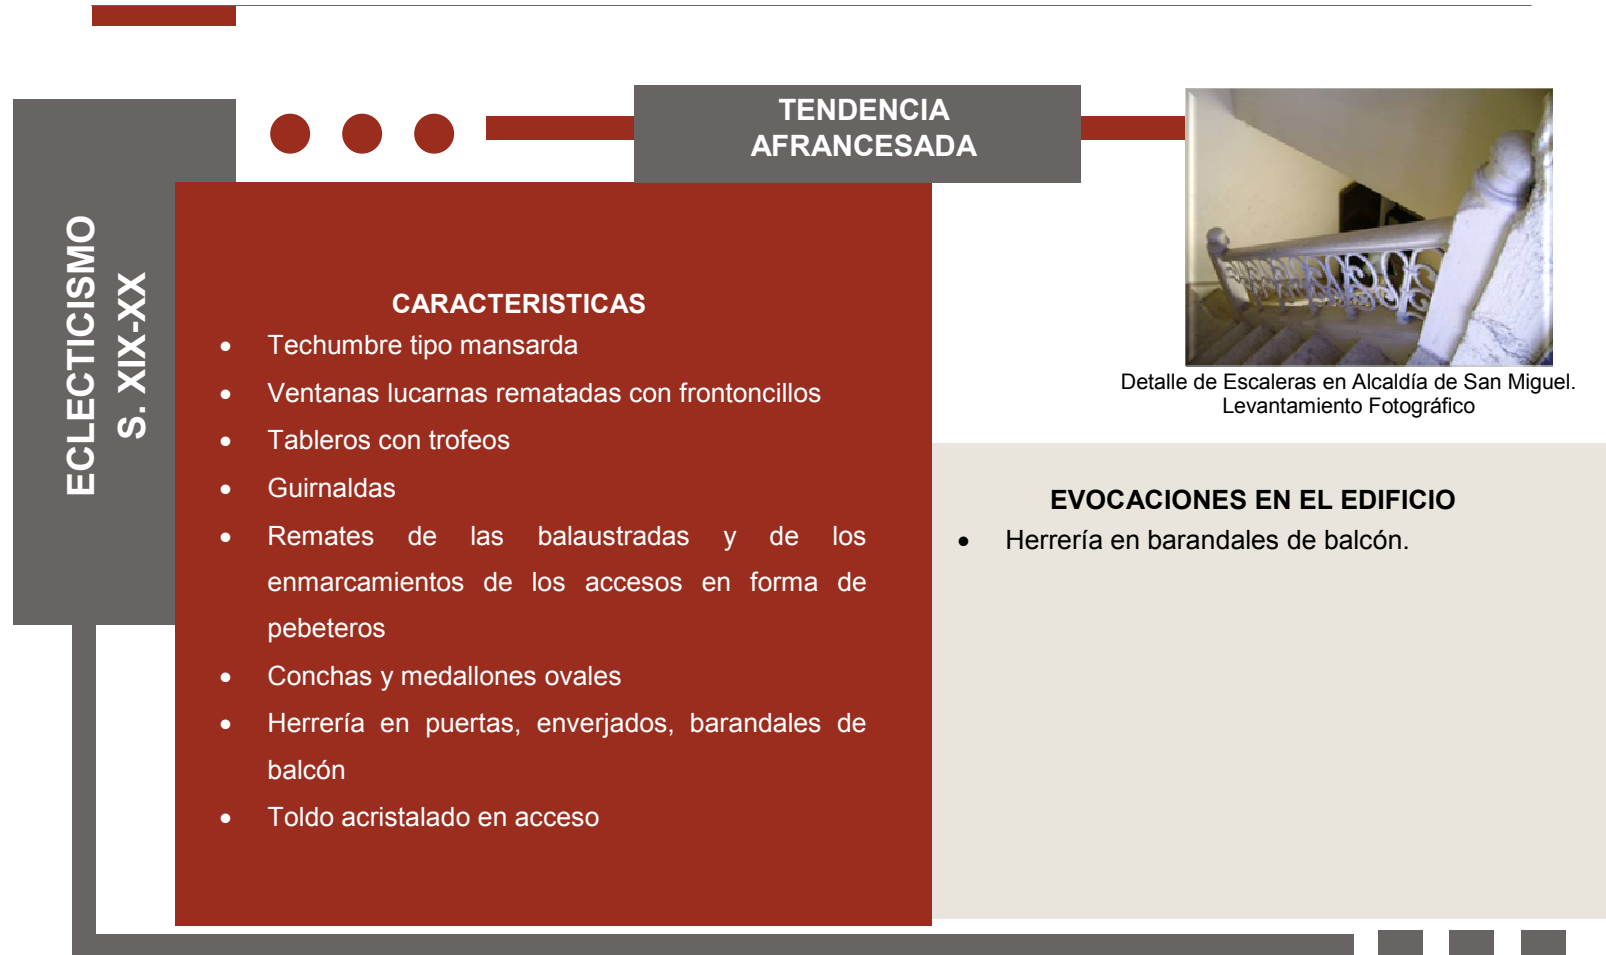 TENDENCIA
AFRANCESADA
ECLECTICISMO
S. XIX-XX
CARACTERISTICAS
• Techumbre tipo mansarda
• Ventanas lucarnas rematadas con frontoncillos
• Tableros con trofeos
• Guirnaldas
• Remates de las balaustradas y de los
enmarcamientos de los accesos en forma de
pebeteros
• Conchas y medallones ovales
• Herrería en puertas, enverjados, barandales de
balcón
• Toldo acristalado en acceso
Detalle de Escaleras en Alcaldía de San Miguel.
Levantamiento Fotográfico
EVOCACIONES EN EL EDIFICIO
• Herrería en barandales de balcón.